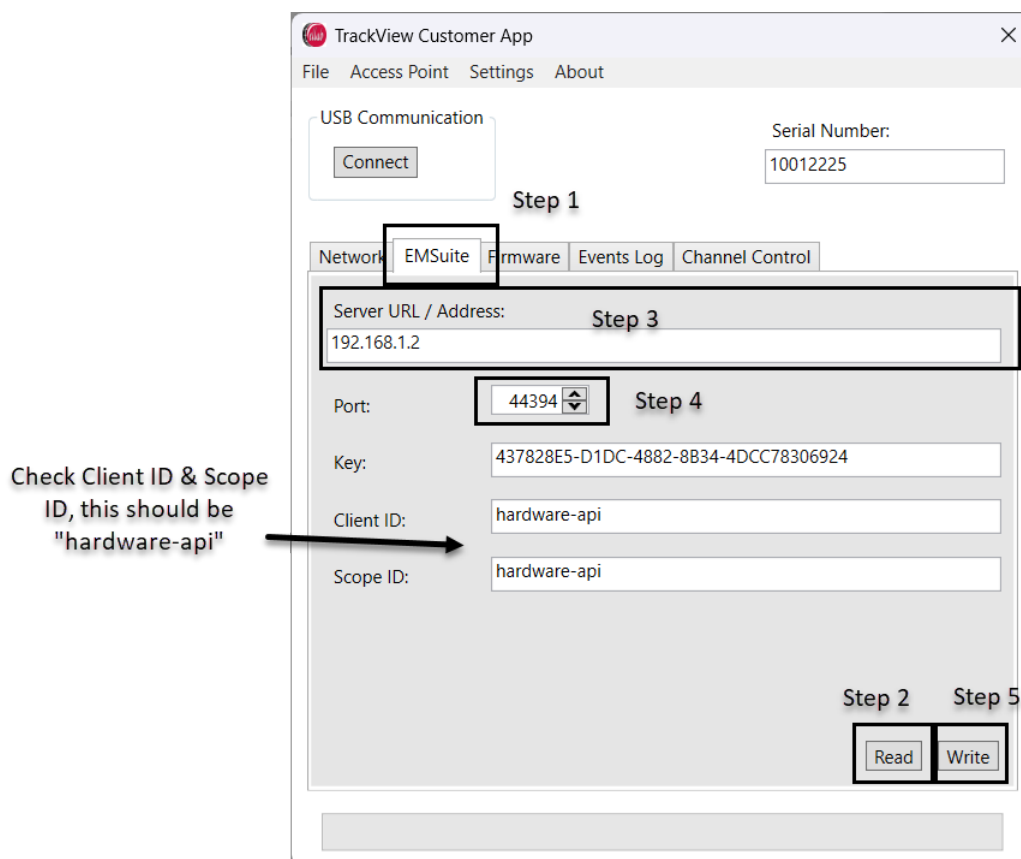 TrackView Customer App
File Access Point Settings About
USB Communication
Connect
Serial Number:
10012225
Step 1
Network EMSuite Firmware Events Log Channel Control
Server URL / Address:
Step 3
192.168.1.2
Port:
44394
Step 4
Key:
437828E5-D1DC-4882-8B34-4DCC78306924
Check Client ID & Scope
ID, this should be
"hardware-api"
Client ID:
hardware-api
Scope ID:
hardware-api
Step 2
Step 5
Read
Write